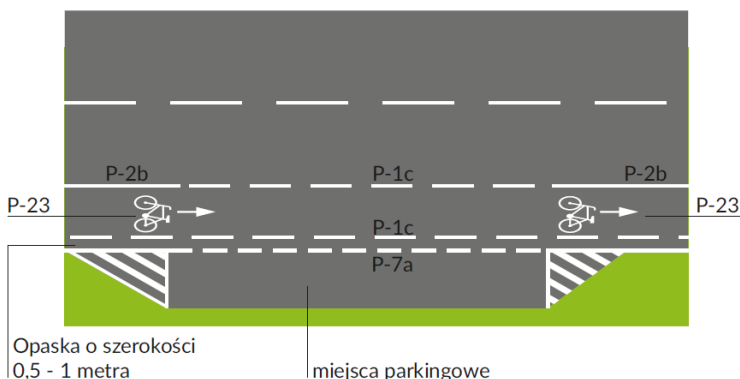 P-2b
P-1c
P-2b
P-23
P-23
P-1c
P-7a
Opaska o szerokości
0,5 - 1 metra
miejsca parkingowe